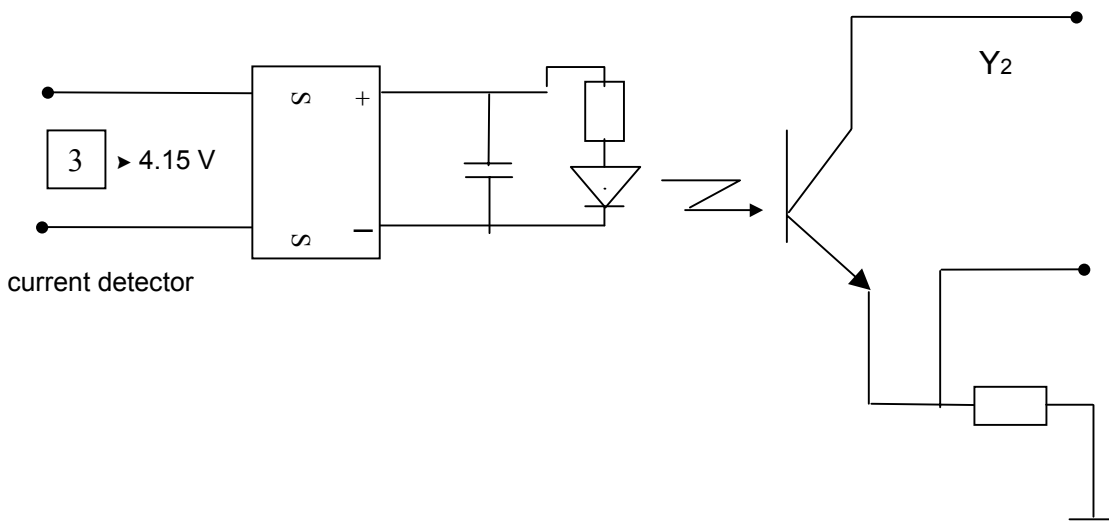 Y2
S +
3 ➤ 4.15 V
S –
current detector